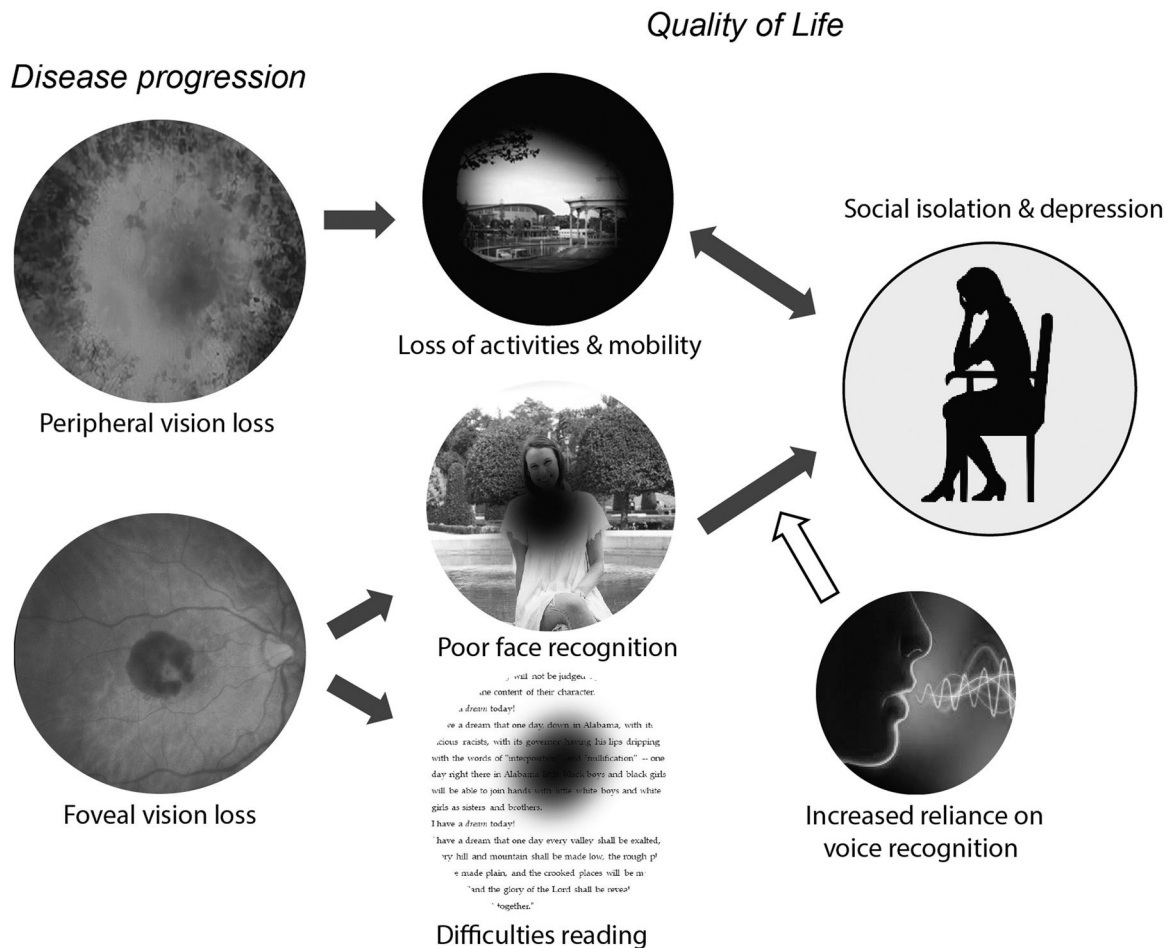 Quality of Life
Disease progression
Social isolation & depression
Loss of activities & mobility
Peripheral vision loss
Poor face recognition
will not be judged
content of their character.
a dream today!
a dream that one day, down in Alabama, with
racists, with its governor having his lips dripping
with the words of "interposition" and "nullification" -- one
day right there in Alabama little black boys and black girls
will be able to join hands with little white boys and white
girls as sisters and brothers.
I have a dream today!
have a dream that one day every valley shall be exalted,
hill and mountain shall be made low, the rough
made plain, and the crooked places will be
"and the glory of the Lord shall be
together."
Foveal vision loss
Increased reliance on
voice recognition
Difficulties reading